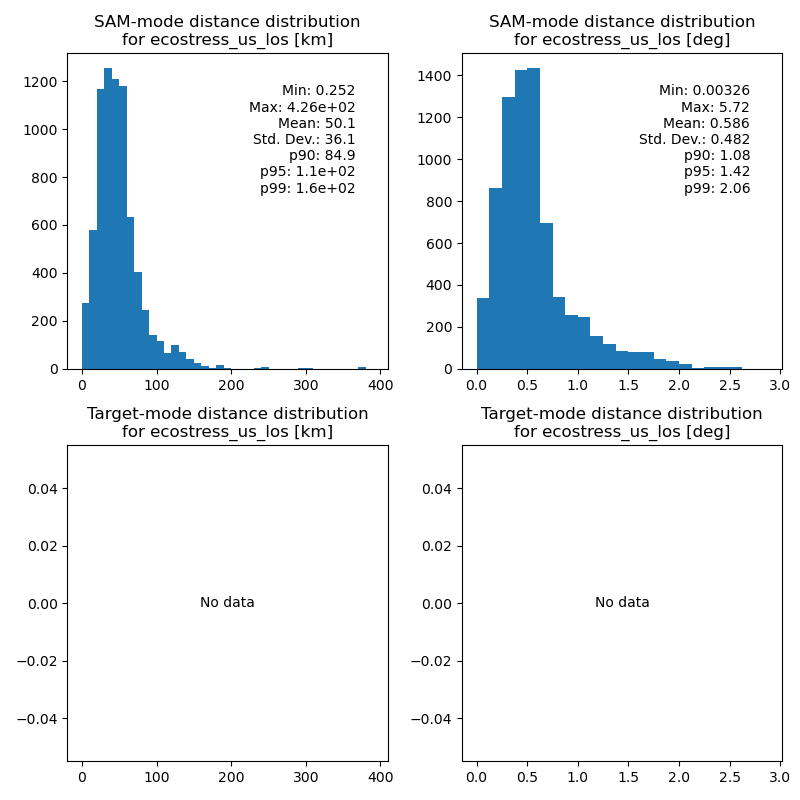 SAM-mode distance distribution
for ecostress_us_los [km]
1200
1000
800
600
400
200
0
Min: 0.252
Max: 4.26e+02
Mean: 50.1
Std. Dev.: 36.1
p90: 84.9
p95: 1.1e+02
p99: 1.6e+02
0 100 200 300 400
SAM-mode distance distribution
for ecostress_us_los [deg]
1400
1200
1000
800
600
400
200
0
Min: 0.00326
Max: 5.72
Mean: 0.586
Std. Dev.: 0.482
p90: 1.08
p95: 1.42
p99: 2.06
0.0 0.5 1.0 1.5 2.0 2.5 3.0
Target-mode distance distribution
for ecostress_us_los [km]
0.04
0.02
0.00
−0.02
−0.04
No data
0 100 200 300 400
Target-mode distance distribution
for ecostress_us_los [deg]
0.04
0.02
0.00
−0.02
−0.04
No data
0.0 0.5 1.0 1.5 2.0 2.5 3.0